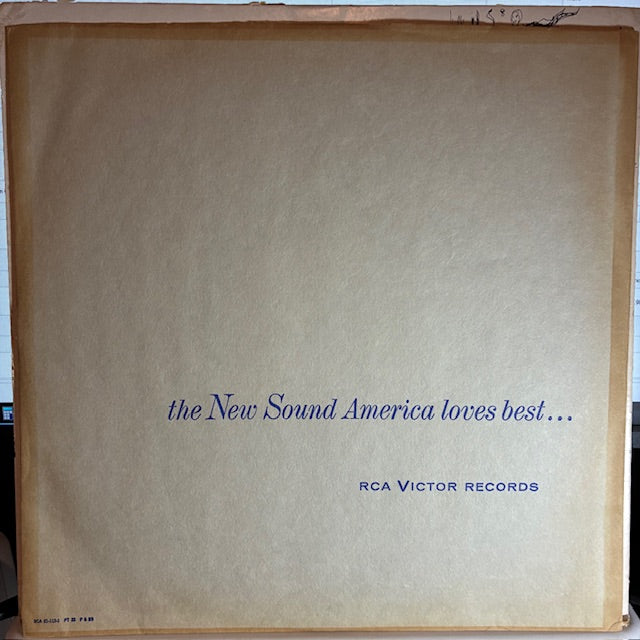 the New Sound America loves best...
RCA VICTOR RECORDS